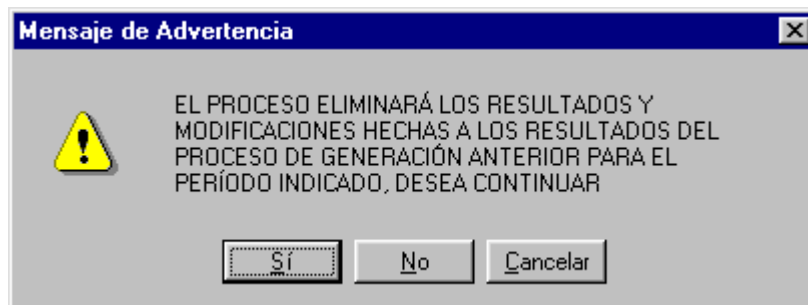 Mensaje de Advertencia
EL PROCESO ELIMINARÁ LOS RESULTADOS Y
MODIFICACIONES HECHAS A LOS RESULTADOS DEL
PROCESO DE GENERACIÓN ANTERIOR PARA EL
PERÍODO INDICADO, DESEA CONTINUAR
Sí No Cancelar